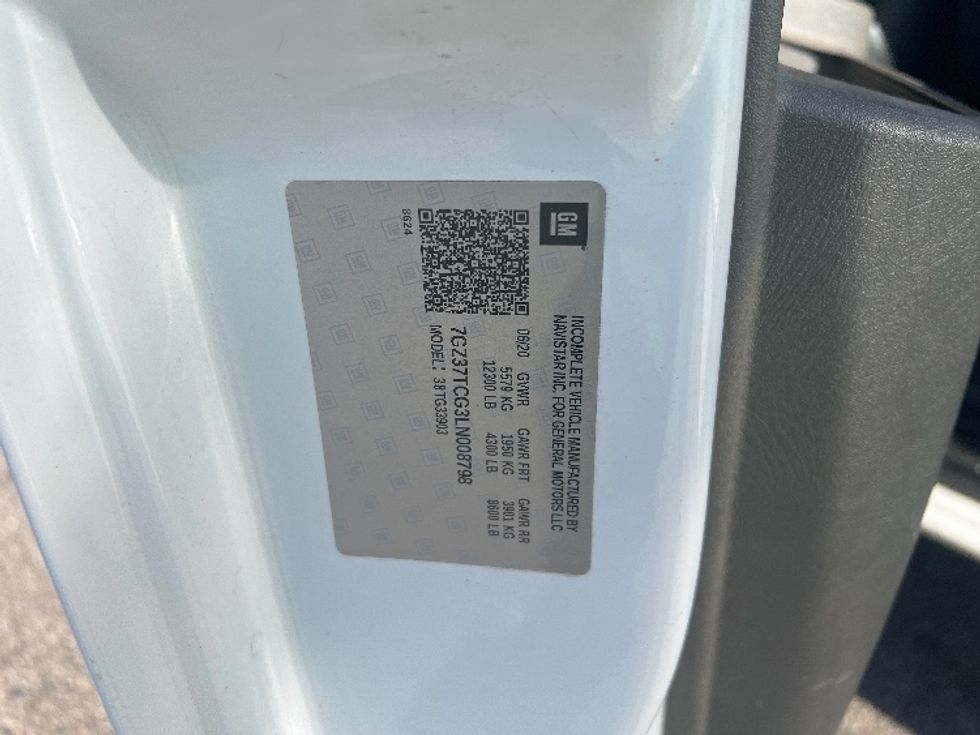 GM
INCOMPLETE VEHICLE MANUFACTURED BY
NAVISTAR INC. FOR GENERAL MOTORS LLC
06/20 GVWR GAWR FRT GAWR RR
5579 KG 1950 KG 3901 KG
12300 LB 4300 LB 8600 LB
7GZ37TCG3LN008798
MODEL: 38TG33903
8624